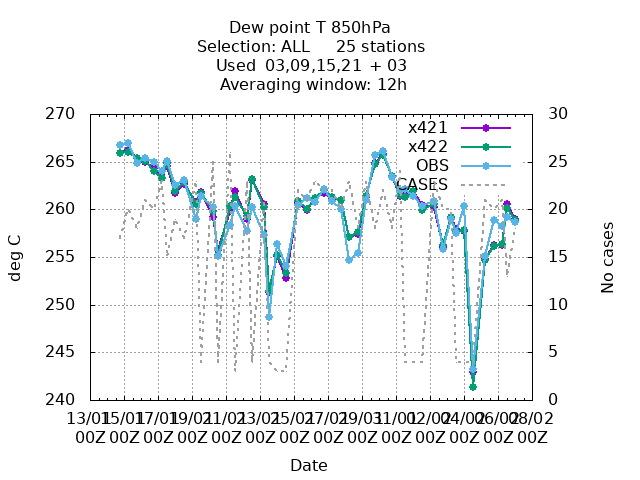 Dew point T 850hPa
Selection: ALL 25 stations
Used 03,09,15,21 + 03
Averaging window: 12h
270 30
x421
x422
OBS
CASES
265 25
260 20
255 15
250 10
245 5
240 0
deg C
No cases
13/01 15/01 17/01 19/01 21/01 23/01 25/01 27/01 29/01 31/01 02/02 04/02 06/02 08/02
00Z 00Z 00Z 00Z 00Z 00Z 00Z 00Z 00Z 00Z 00Z 00Z 00Z 00Z
Date